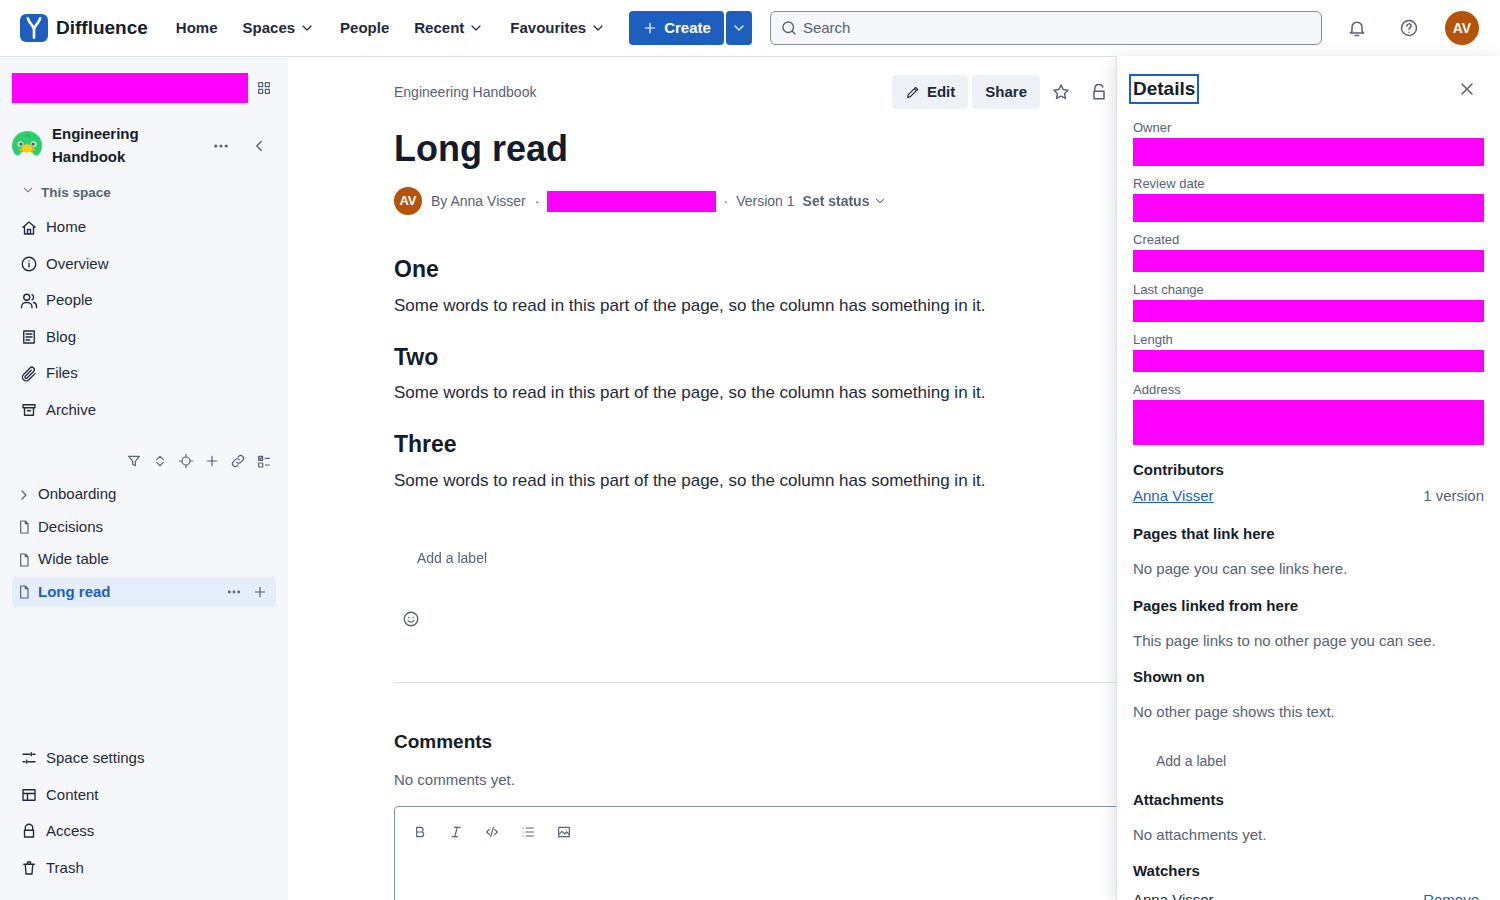 Diffluence
Home
Spaces
People
Recent
Favourites
Create
Search
AV
Engineering
Handbook
This space
Home
Overview
People
Blog
Files
Archive
Onboarding
Decisions
Wide table
Long read
Space settings
Content
Access
Trash
Engineering Handbook
Edit
Share
Long read
AV
By Anna Visser · · Version 1 Set status
One
Some words to read in this part of the page, so the column has something in it.
Two
Some words to read in this part of the page, so the column has something in it.
Three
Some words to read in this part of the page, so the column has something in it.
Add a label
Comments
No comments yet.
Details
Owner
Review date
Created
Last change
Length
Address
Contributors
Anna Visser 1 version
Pages that link here
No page you can see links here.
Pages linked from here
This page links to no other page you can see.
Shown on
No other page shows this text.
Add a label
Attachments
No attachments yet.
Watchers
Anna Visser Remove